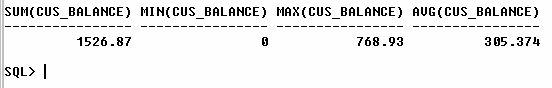 SUM(CUS_BALANCE) MIN(CUS_BALANCE) MAX(CUS_BALANCE) AVG(CUS_BALANCE)
---------------- ---------------- ---------------- ----------------
1526.87 0 768.93 305.374
SQL>